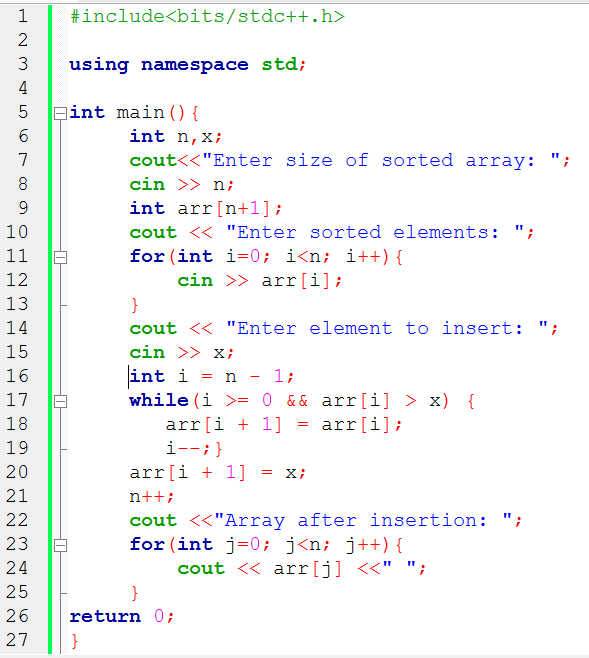 1 #include<bits/stdc++.h>
2
3 using namespace std;
4
5 int main(){
6 int n,x;
7 cout<<"Enter size of sorted array: ";
8 cin >> n;
9 int arr[n+1];
10 cout << "Enter sorted elements: ";
11 for(int i=0; i<n; i++){
12 cin >> arr[i];
13 }
14 cout << "Enter element to insert: ";
15 cin >> x;
16 int i = n - 1;
17 while(i >= 0 && arr[i] > x) {
18 arr[i + 1] = arr[i];
19 i--;}
20 arr[i + 1] = x;
21 n++;
22 cout <<"Array after insertion: ";
23 for(int j=0; j<n; j++){
24 cout << arr[j] <<" ";
25 }
26 return 0;
27 }